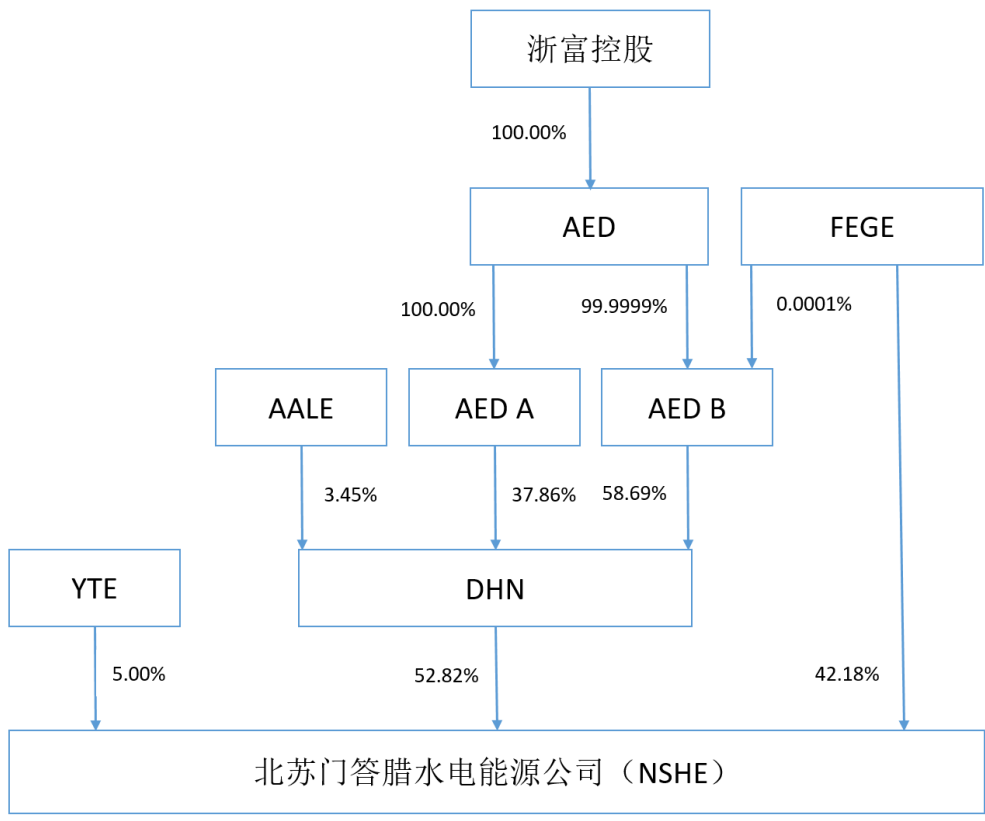 浙富控股
100.00%
AED
FEGE
100.00%
99.9999%
0.0001%
AALE
AED A
AED B
3.45%
37.86%
58.69%
YTE
DHN
5.00%
52.82%
42.18%
北苏门答腊水电能源公司（NSHE）